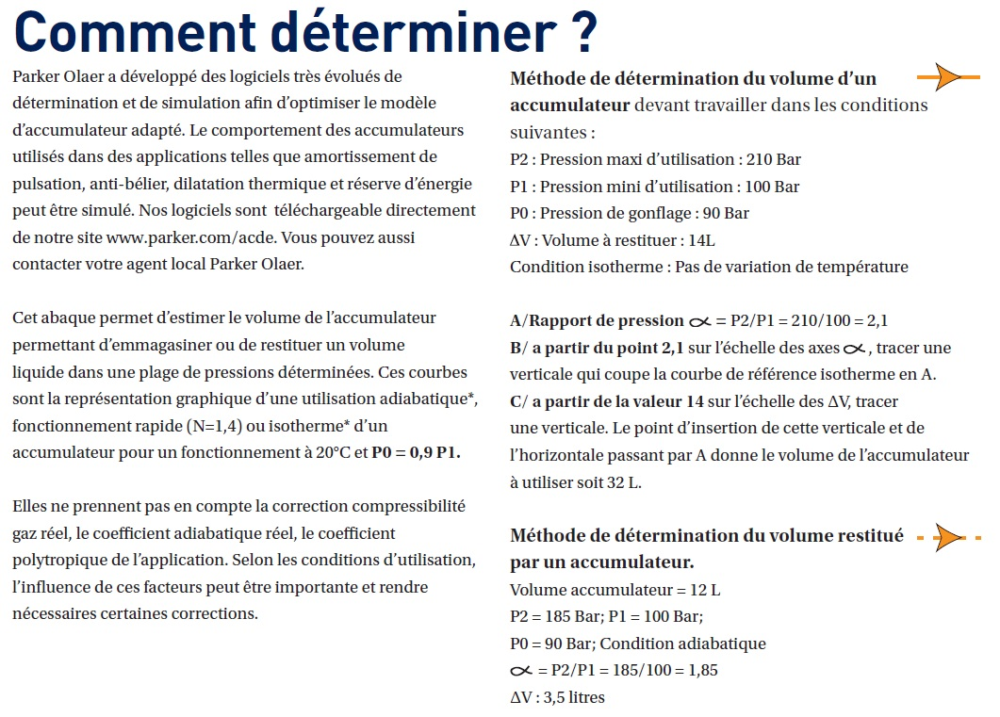 Comment déterminer ?
Parker Olaer a développé des logiciels très évolués de
détermination et de simulation afin d'optimiser le modèle
d'accumulateur adapté. Le comportement des accumulateurs
utilisés dans des applications telles que amortissement de
pulsation, anti-bélier, dilatation thermique et réserve d'énergie
peut être simulé. Nos logiciels sont téléchargeable directement
de notre site www.parker.com/acde. Vous pouvez aussi
contacter votre agent local Parker Olaer.
Cet abaque permet d'estimer le volume de l'accumulateur
permettant d'emmagasiner ou de restituer un volume
liquide dans une plage de pressions déterminées. Ces courbes
sont la représentation graphique d'une utilisation adiabatique*,
fonctionnement rapide (N=1,4) ou isotherme* d'un
accumulateur pour un fonctionnement à 20°C et P0 = 0,9 P1.
Elles ne prennent pas en compte la correction compressibilité
gaz réel, le coefficient adiabatique réel, le coefficient
polytropique de l'application. Selon les conditions d'utilisation,
l'influence de ces facteurs peut être importante et rendre
nécessaires certaines corrections.
Méthode de détermination du volume d'un
accumulateur devant travailler dans les conditions
suivantes :
P2 : Pression maxi d'utilisation : 210 Bar
P1 : Pression mini d'utilisation : 100 Bar
P0 : Pression de gonflage : 90 Bar
ΔV : Volume à restituer : 14L
Condition isotherme : Pas de variation de température
A/Rapport de pression ∝ = P2/P1 = 210/100 = 2,1
B/ a partir du point 2,1 sur l'échelle des axes ∝, tracer une
verticale qui coupe la courbe de référence isotherme en A.
C/ a partir de la valeur 14 sur l'échelle des ΔV, tracer
une verticale. Le point d'insertion de cette verticale et de
l'horizontale passant par A donne le volume de l'accumulateur
à utiliser soit 32 L.
Méthode de détermination du volume restitué
par un accumulateur.
Volume accumulateur = 12 L
P2 = 185 Bar; P1 = 100 Bar;
P0 = 90 Bar; Condition adiabatique
∝ = P2/P1 = 185/100 = 1,85
ΔV : 3,5 litres